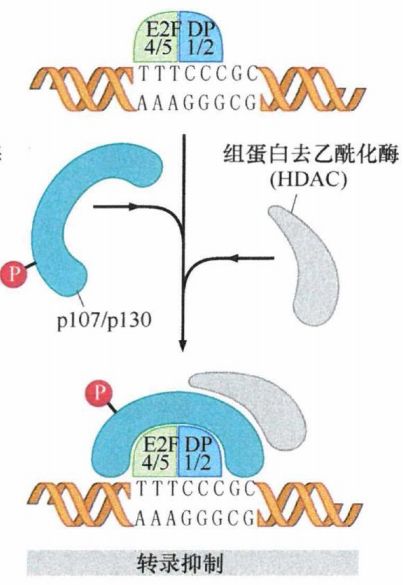 E2F DP
4/5 1/2
TTTCCCGC
AAAGGGCG
组蛋白去乙酰化酶
(HDAC)
P
p107/p130
P
E2F DP
4/5 1/2
TTTCCCGC
AAAGGGCG
转录抑制